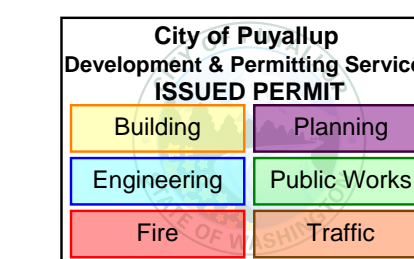 City of Puyallup
Development & Permitting Service
ISSUED PERMIT
Building Planning
Engineering Public Works
Fire Traffic